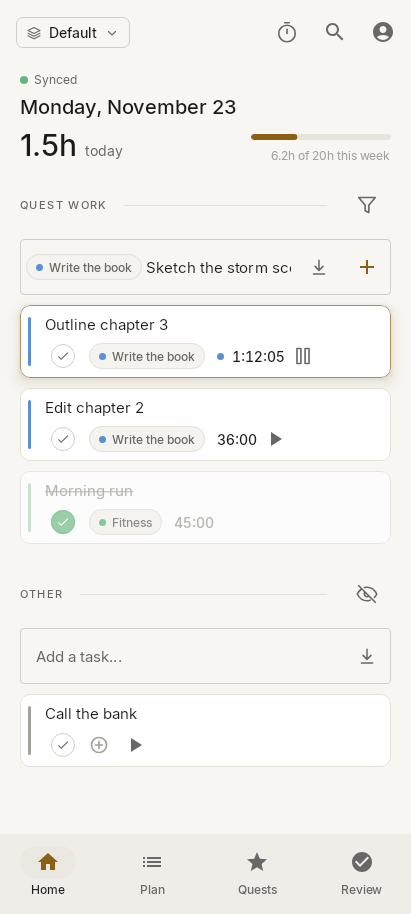 Default
Synced
Monday, November 23
1.5h today
6.2h of 20h this week
QUEST WORK
Write the book Sketch the storm sc
Outline chapter 3
Write the book 1:12:05
Edit chapter 2
Write the book 36:00
Morning run
Fitness 45:00
OTHER
Add a task...
Call the bank
Home Plan Quests Review